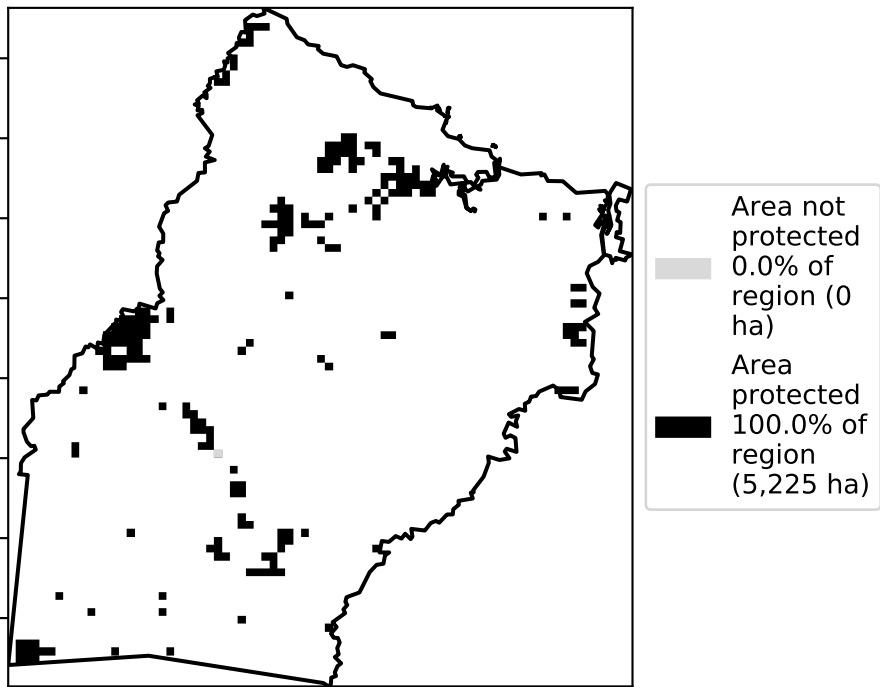 Area not
protected
0.0% of
region (0
ha)
Area
protected
100.0% of
region
(5,225 ha)